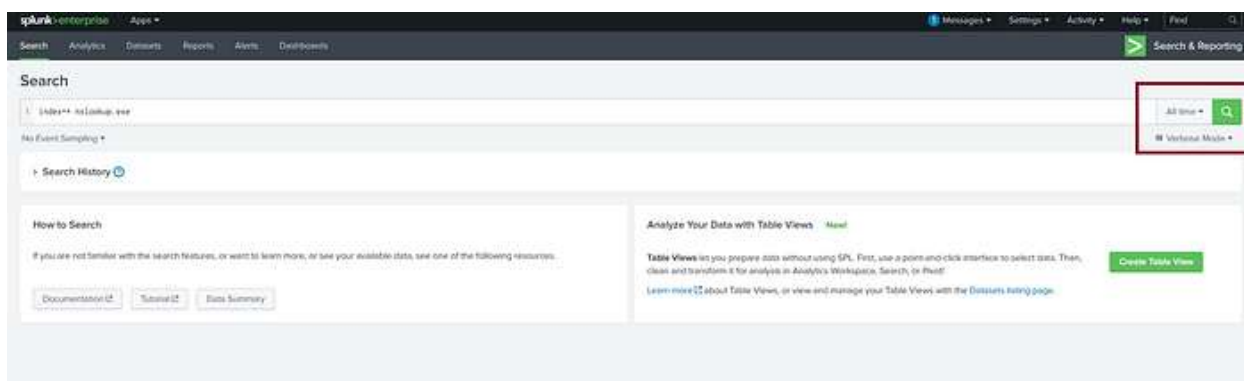 splunk>enterprise Apps ▾ 1 Messages ▾ Settings ▾ Activity ▾ Help ▾ Find
Search Analytics Datasets Reports Alerts Dashboards Search & Reporting
Search
1 index=* nslookup.exe All time ▾
No Event Sampling ▾ Verbose Mode ▾
› Search History ?
How to Search
If you are not familiar with the search features, or want to learn more, or see your available data, see one of the following resources.
Documentation Tutorial Data Summary
Analyze Your Data with Table Views New!
Table Views let you prepare data without using SPL. First, use a point-and-click interface to select data. Then,
clean and transform it for analysis in Analytics Workspace, Search, or Pivot!
Create Table View
Learn more about Table Views, or view and manage your Table Views with the Datasets listing page.